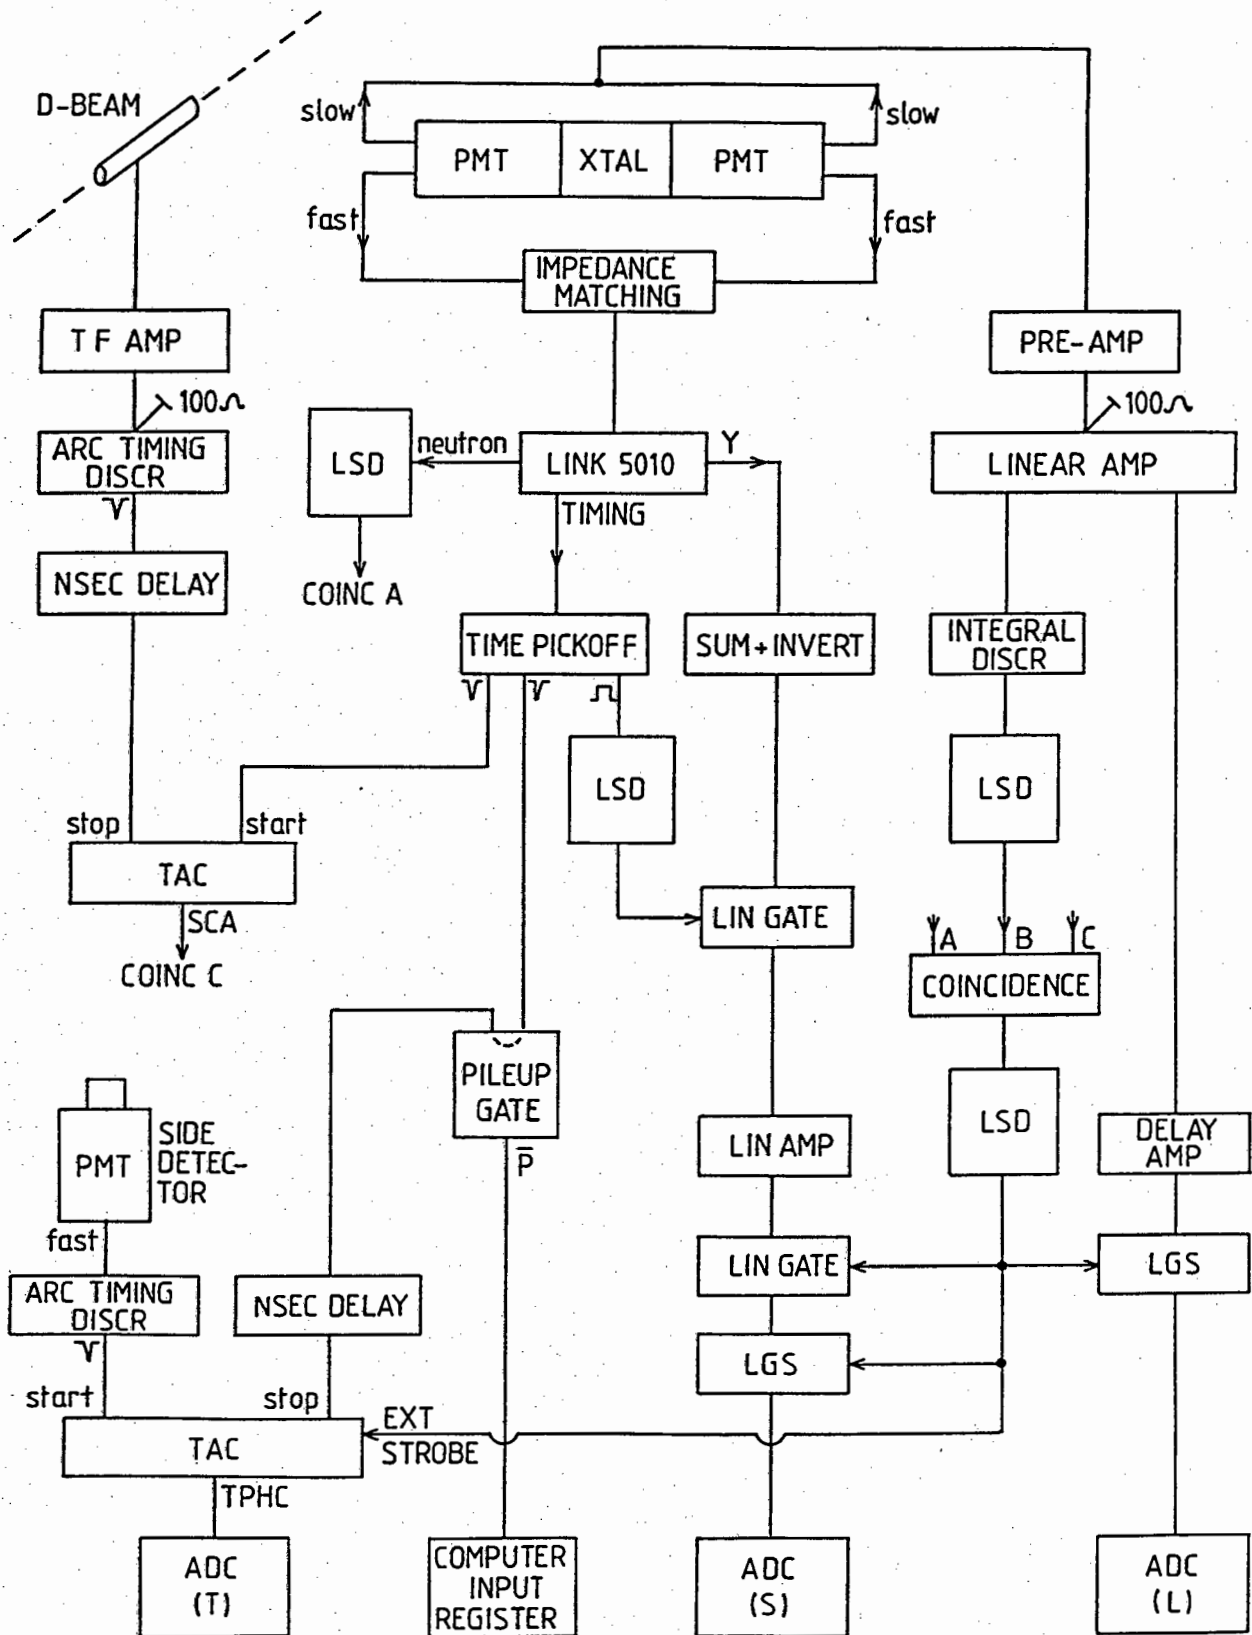 D-BEAM
slow
slow
PMT
XTAL
PMT
fast
fast
IMPEDANCE
MATCHING
T F AMP
PRE-AMP
100Ω
100Ω
ARC TIMING
DISCR
LSD
neutron
LINK 5010
Y
LINEAR AMP
TIMING
NSEC DELAY
COINC A
TIME PICKOFF
SUM+INVERT
INTEGRAL
DISCR
LSD
LSD
stop
start
TAC
SCA
LIN GATE
A
B
C
COINC C
COINCIDENCE
PILEUP
GATE
P̅
LSD
LIN AMP
DELAY
AMP
PMT
SIDE
DETEC-
TOR
fast
LIN GATE
LGS
ARC TIMING
DISCR
NSEC DELAY
LGS
start
stop
EXT
STROBE
TAC
TPHC
ADC
(T)
COMPUTER
INPUT
REGISTER
ADC
(S)
ADC
(L)